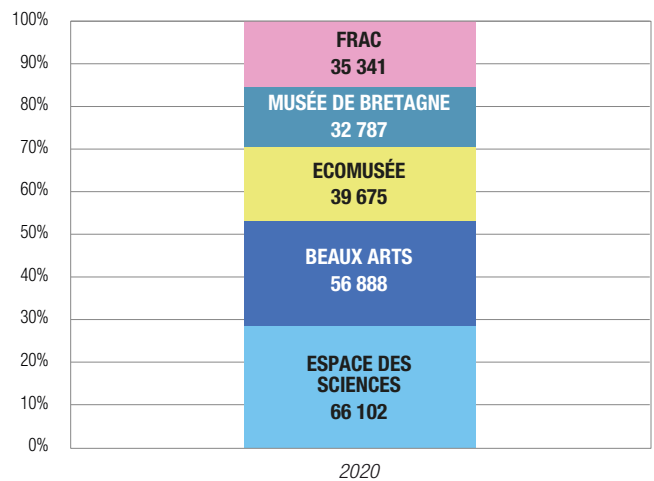 100%
90%
80%
70%
60%
50%
40%
30%
20%
10%
0%
FRAC
35 341
MUSÉE DE BRETAGNE
32 787
ECOMUSÉE
39 675
BEAUX ARTS
56 888
ESPACE DES
SCIENCES
66 102
2020